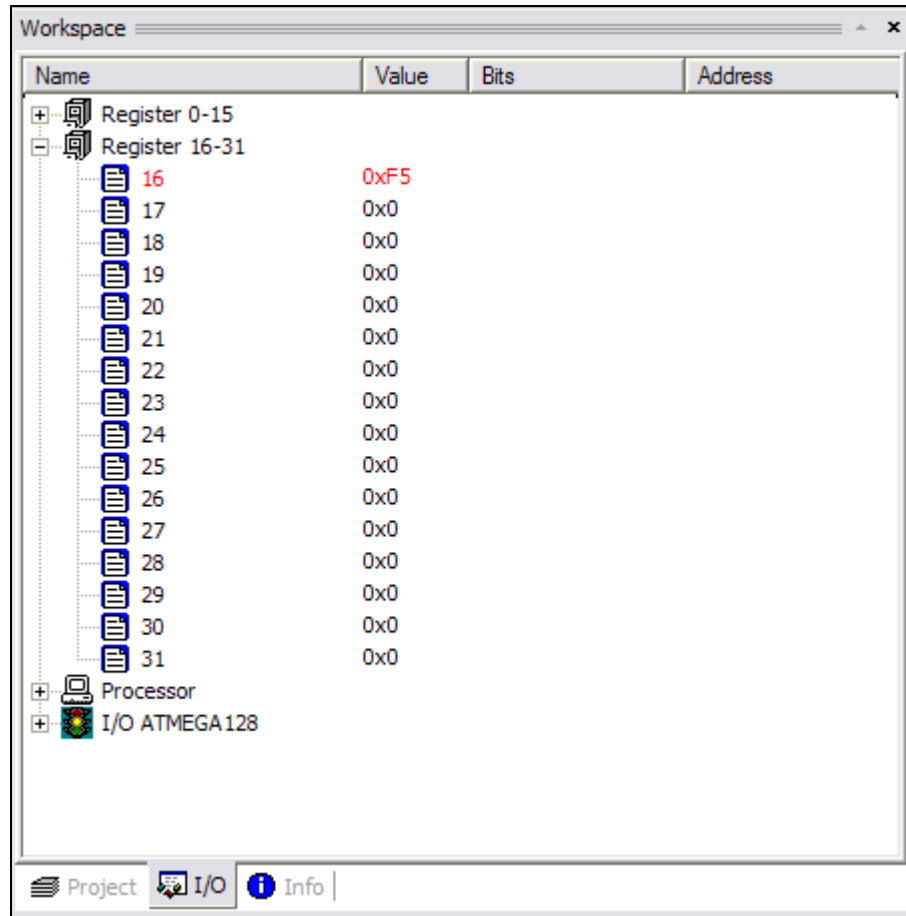 Workspace
Name Value Bits Address
Register 0-15
Register 16-31
16 0xF5
17 0x0
18 0x0
19 0x0
20 0x0
21 0x0
22 0x0
23 0x0
24 0x0
25 0x0
26 0x0
27 0x0
28 0x0
29 0x0
30 0x0
31 0x0
Processor
I/O ATMEGA128
Project I/O Info